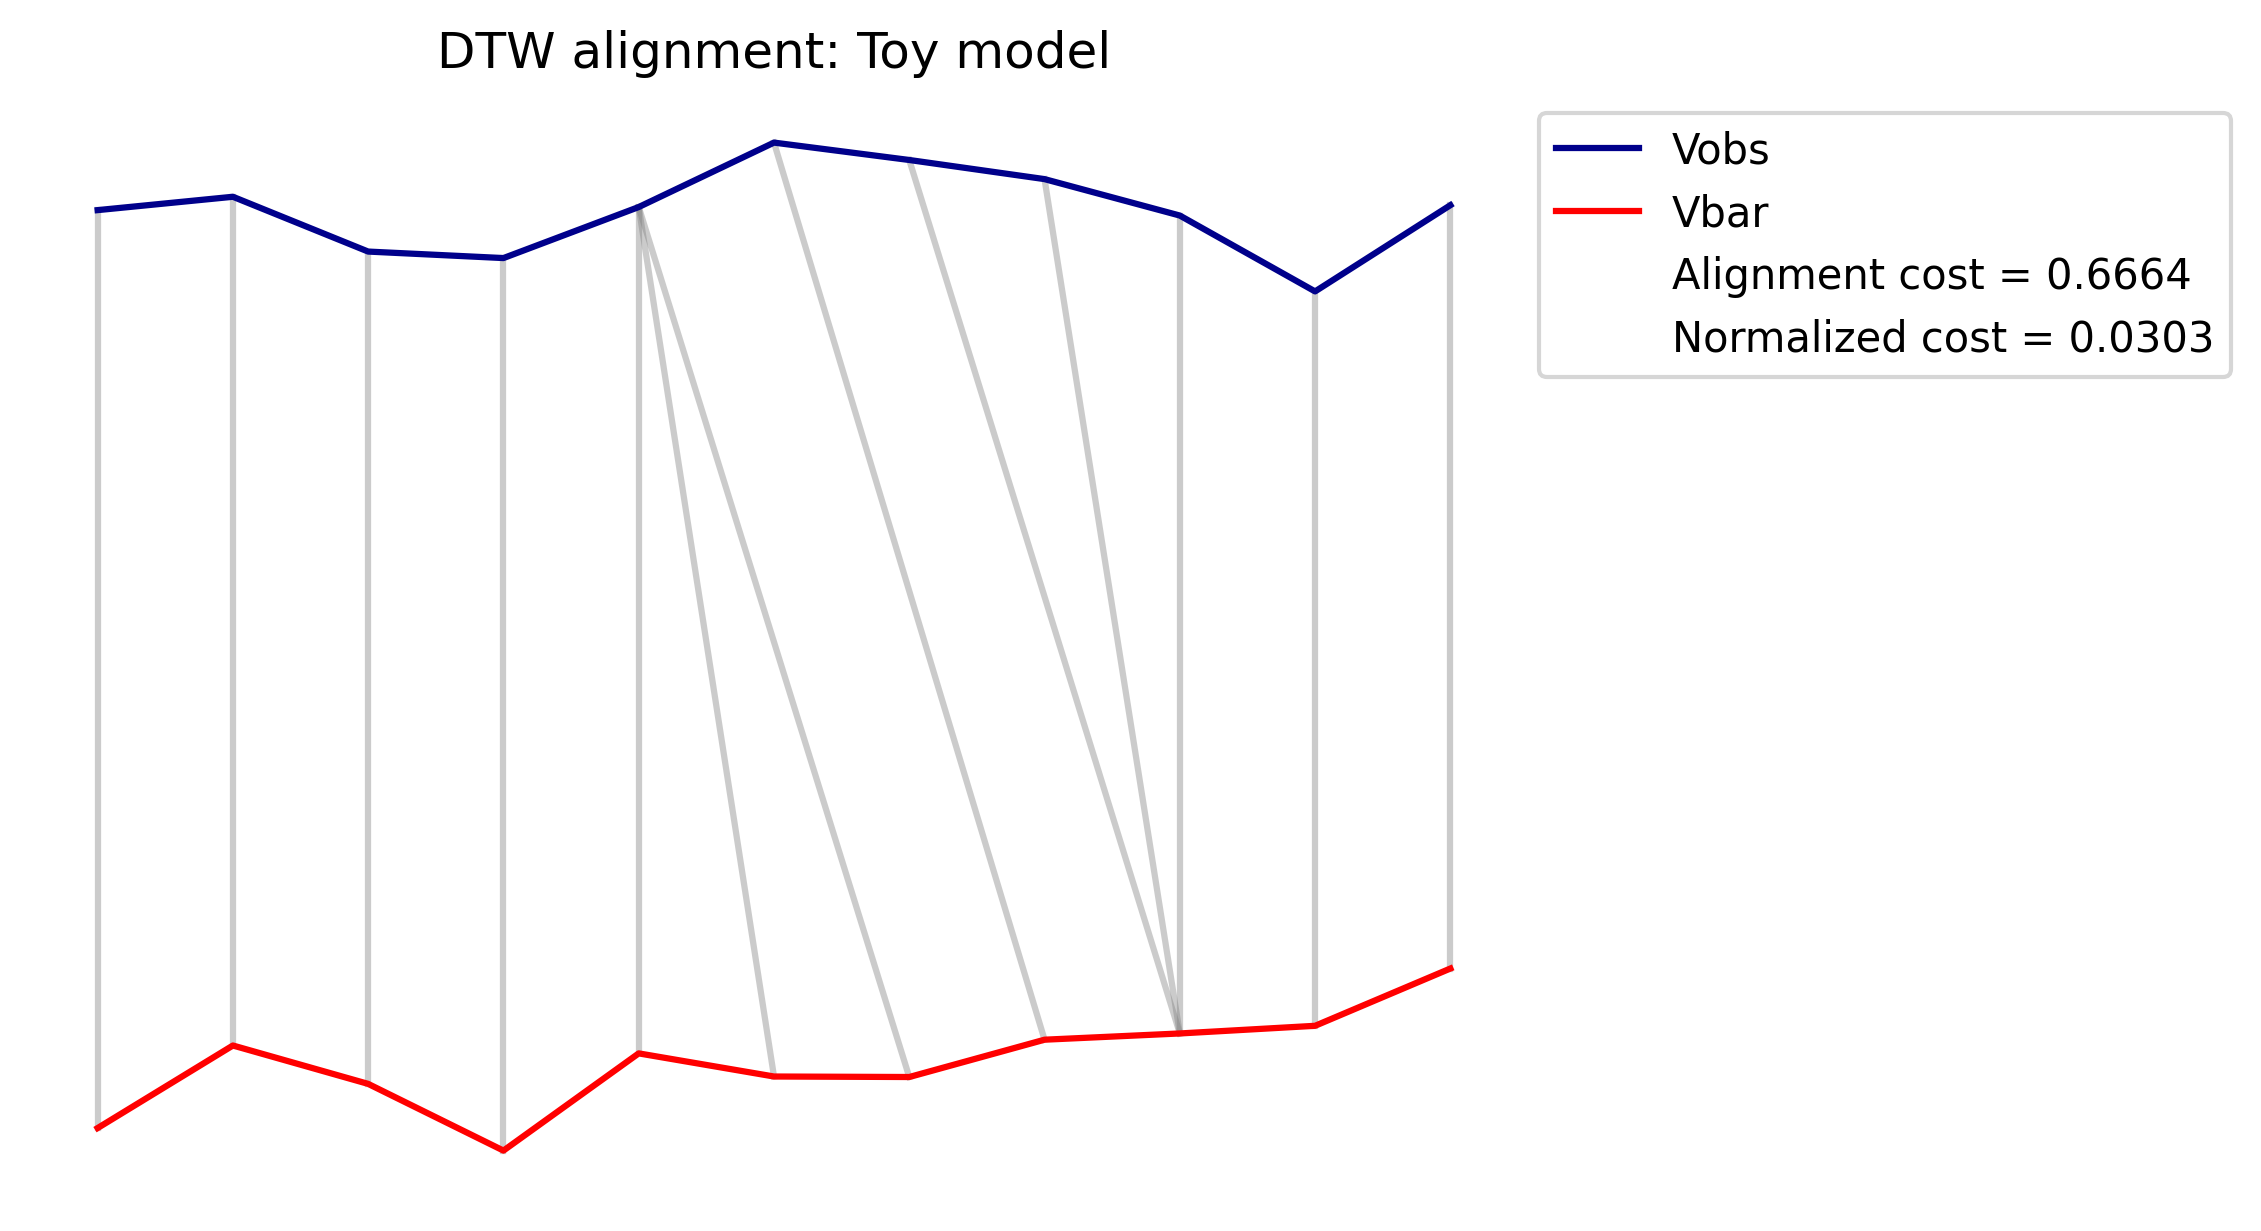 DTW alignment: Toy model
Vobs
Vbar
Alignment cost = 0.6664
Normalized cost = 0.0303